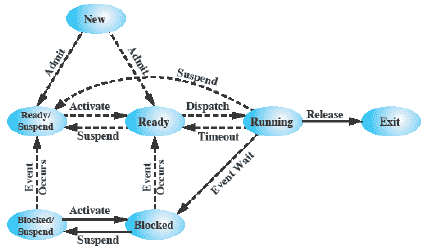 New
Admit
Admit
Suspend
Ready/
Suspend
Activate
Suspend
Ready
Dispatch
Timeout
Running
Release
Exit
Event
Occurs
Event
Occurs
Event Wait
Blocked/
Suspend
Activate
Suspend
Blocked